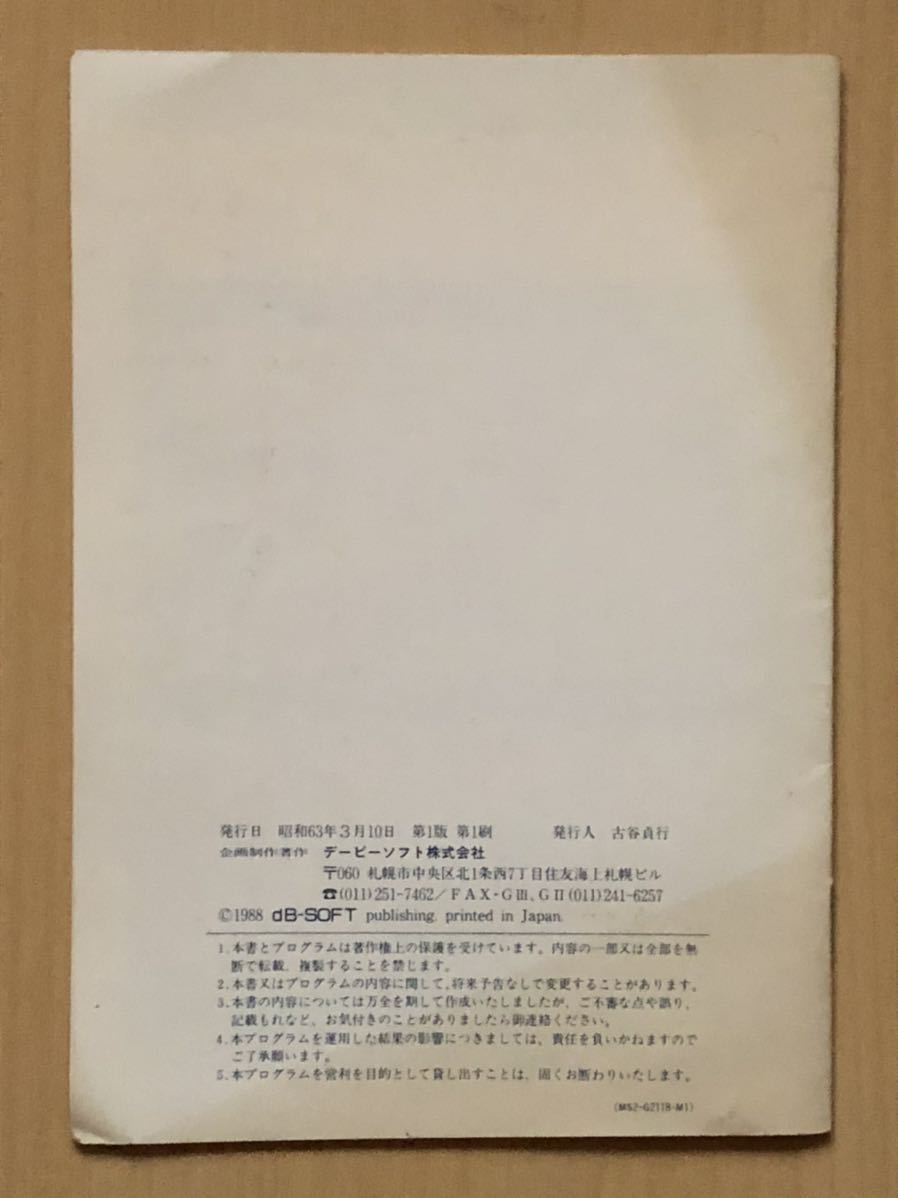 発行日 昭和63年3月10日 第1版 第1刷 発行人 古谷貞行
企画制作著作 デービーソフト株式会社
〒060 札幌市中央区北1条西7丁目住友海上札幌ビル
☎(011)251-7462/FAX・GⅢ,GⅡ(011)241-6257
©1988 dB-SOFT publishing. printed in Japan.
1.本書とプログラムは著作権上の保護を受けています。内容の一部又は全部を無
断で転載、複製することを禁じます。
2.本書又はプログラムの内容に関して、将来予告なしで変更することがあります。
3.本書の内容については万全を期して作成いたしましたが、ご不審な点や誤り、
記載もれなど、お気付きのことがありましたら御連絡ください。
4.本プログラムを運用した結果の影響につきましては、責任を負いかねますので
ご了承願います。
5.本プログラムを営利を目的として貸し出すことは、固くお断わりいたします。
(MS2-G2118-M1)